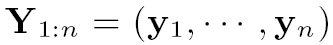 Y_{1:n} = (y_1, ⋯ , y_n)